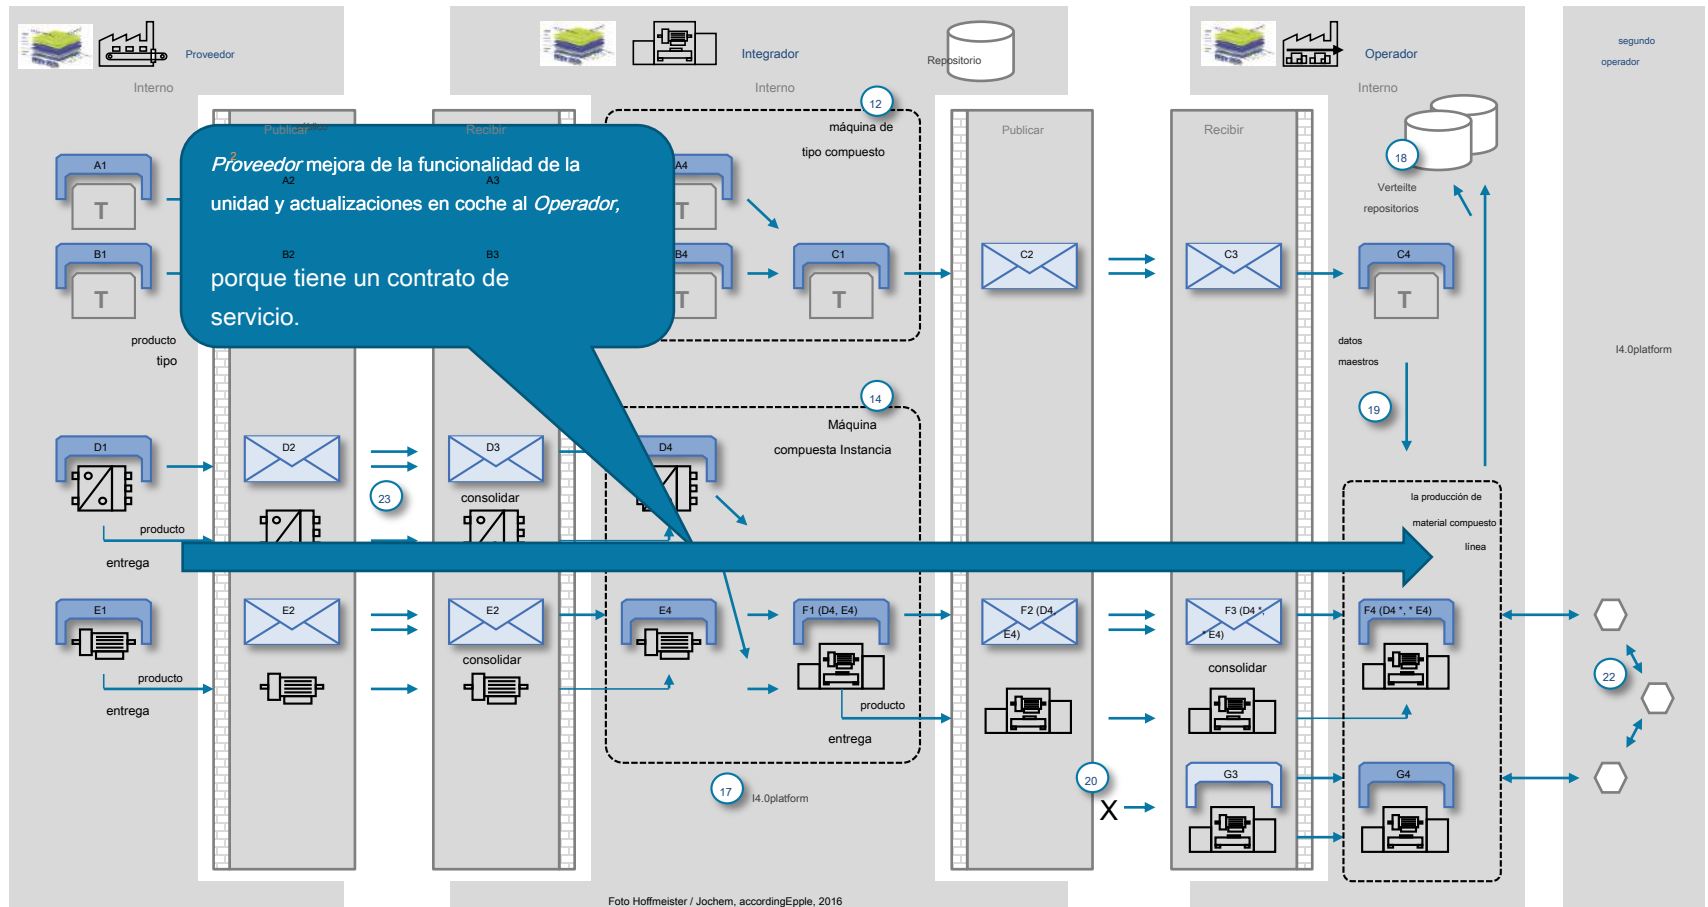 Proveedor
Integrador
Repositorio
Operador
segundo
operador
Interno
Interno
Interno
Publicar
Recibir
Publicar
Recibir
12
máquina de
tipo compuesto
18
Verteilte
repositorios
2
Proveedor mejora de la funcionalidad de la
unidad y actualizaciones en coche al Operador,
porque tiene un contrato de
servicio.
A1
A2
A3
A4
T
T
B1
B2
B3
B4
C1
C2
C3
C4
T
T
T
T
producto
tipo
datos
maestros
I4.0platform
14
Máquina
compuesta Instancia
19
D1
D2
D3
D4
23
consolidar
la producción de
material compuesto
línea
producto
entrega
E1
E2
E2
E4
F1 (D4, E4)
F2 (D4,
E4)
F3 (D4 *,
* E4)
F4 (D4 *, * E4)
consolidar
consolidar
22
producto
entrega
producto
entrega
17
I4.0platform
20
X
G3
G4
Foto Hoffmeister / Jochem, accordingEpple, 2016